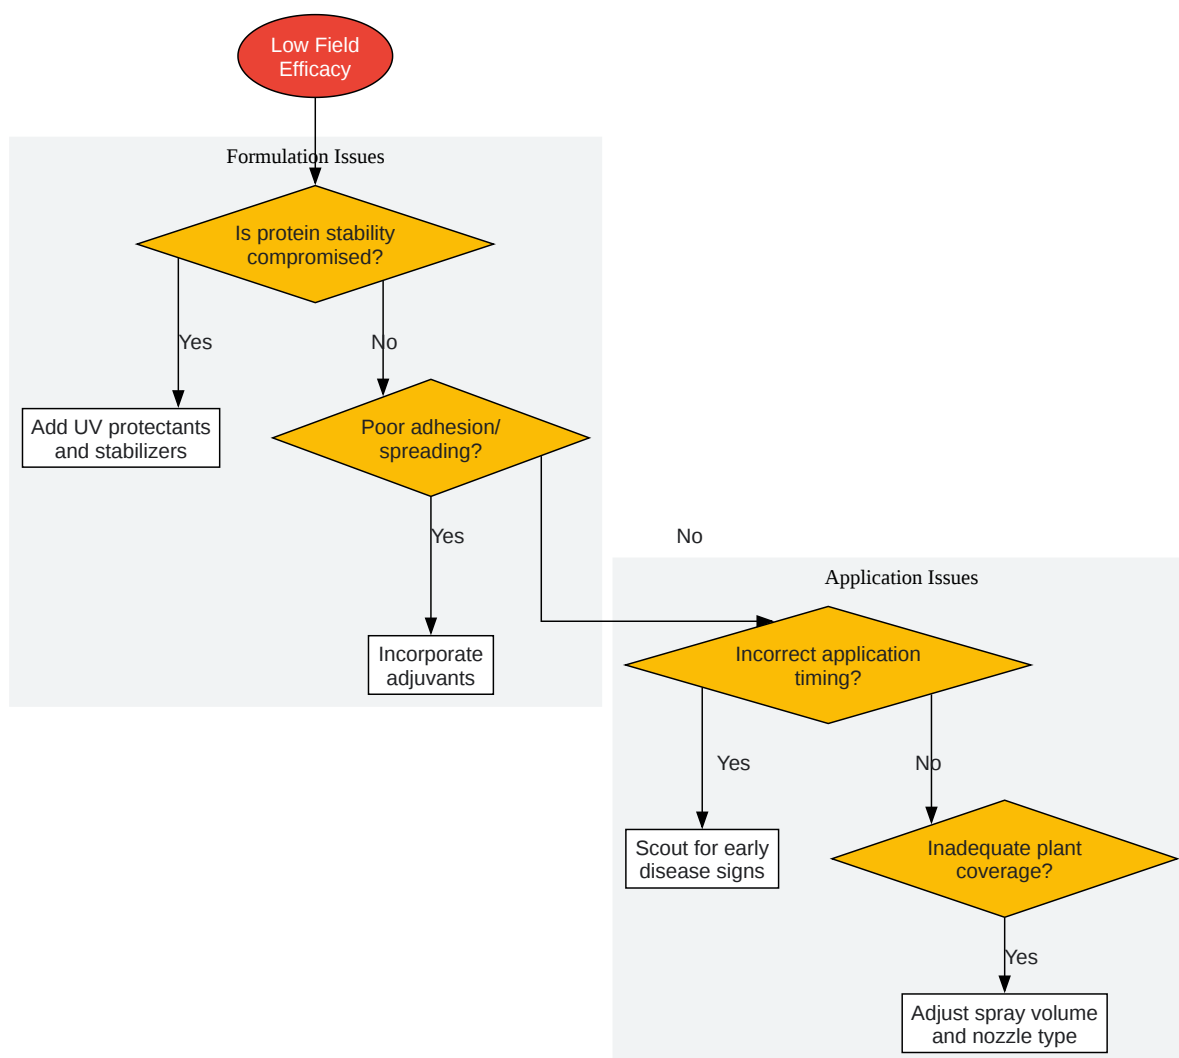 Low Field
Efficacy
Formulation Issues
Is protein stability
compromised?
Yes
No
Add UV protectants
and stabilizers
Poor adhesion/
spreading?
Yes
No
Incorporate
adjuvants
Application Issues
Incorrect application
timing?
Yes
No
Scout for early
disease signs
Inadequate plant
coverage?
Yes
Adjust spray volume
and nozzle type